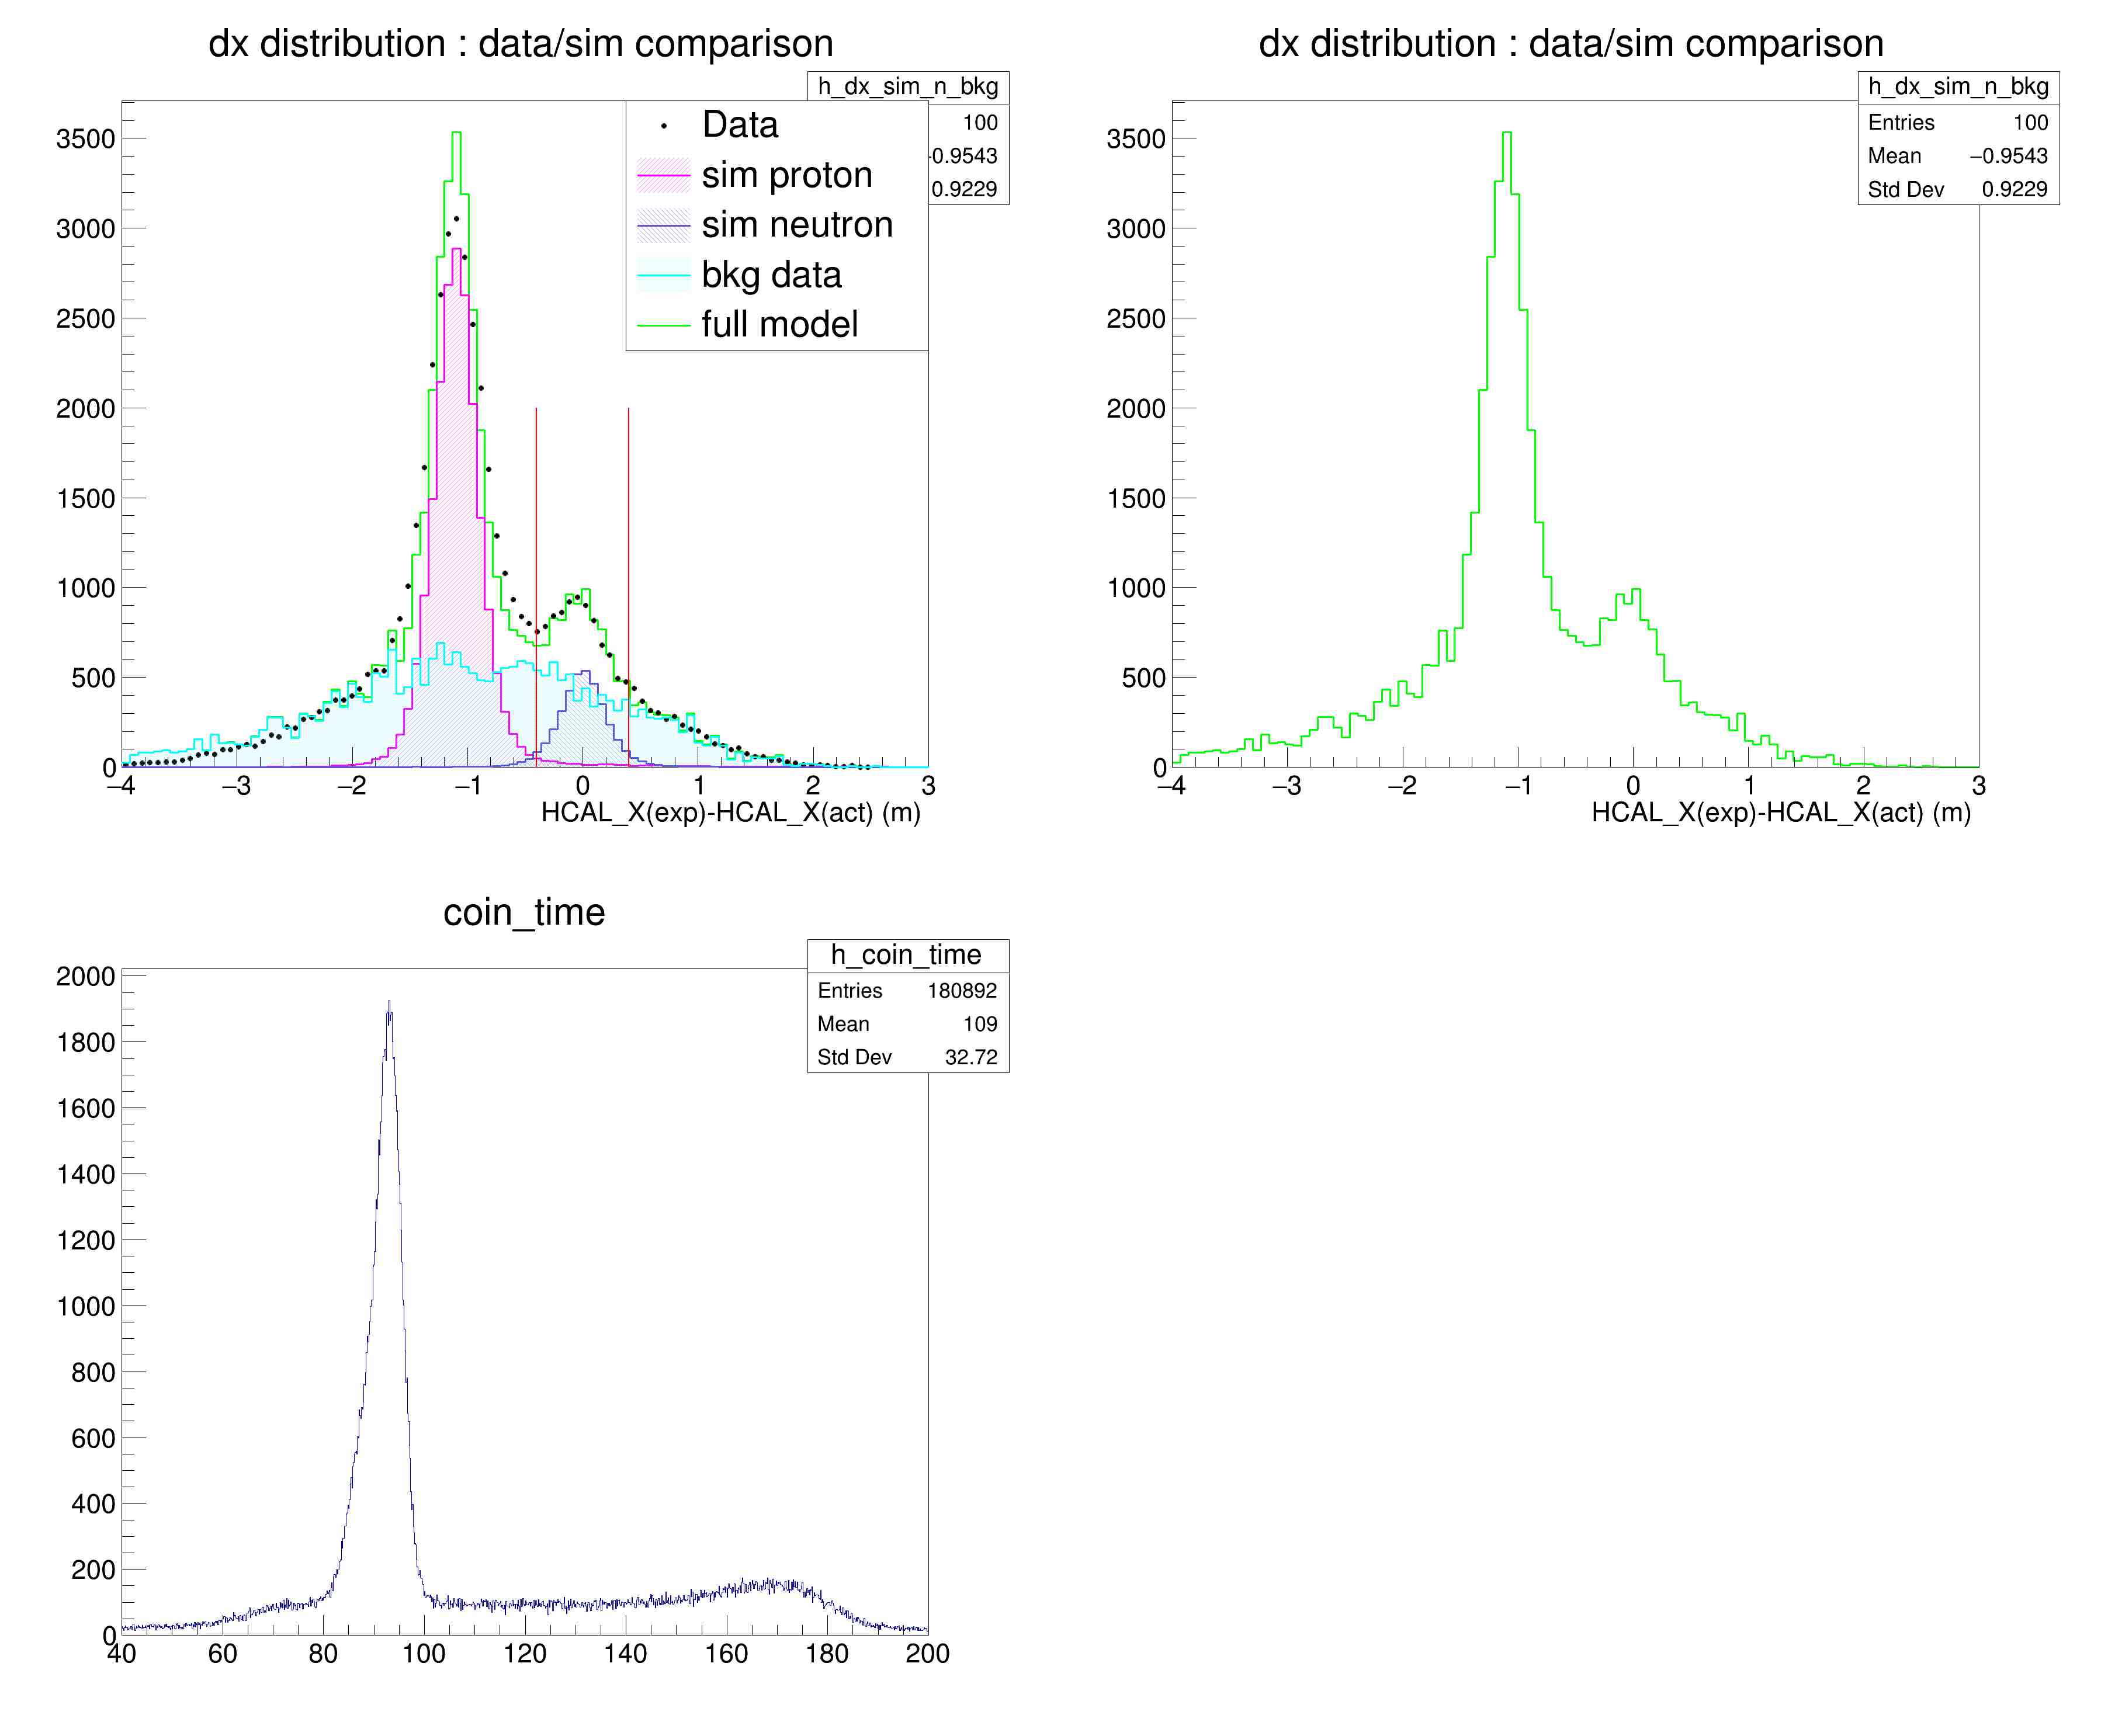 dx distribution : data/sim comparison
h_dx_sim_n_bkg
100
-0.9543
0.9229
Data
sim proton
sim neutron
bkg data
full model
3500
3000
2500
2000
1500
1000
500
0
−4 −3 −2 −1 0 1 2 3
HCAL_X(exp)-HCAL_X(act) (m)
dx distribution : data/sim comparison
h_dx_sim_n_bkg
Entries 100
Mean −0.9543
Std Dev 0.9229
3500
3000
2500
2000
1500
1000
500
0
−4 −3 −2 −1 0 1 2 3
HCAL_X(exp)-HCAL_X(act) (m)
coin_time
h_coin_time
Entries 180892
Mean 109
Std Dev 32.72
2000
1800
1600
1400
1200
1000
800
600
400
200
0
40 60 80 100 120 140 160 180 200